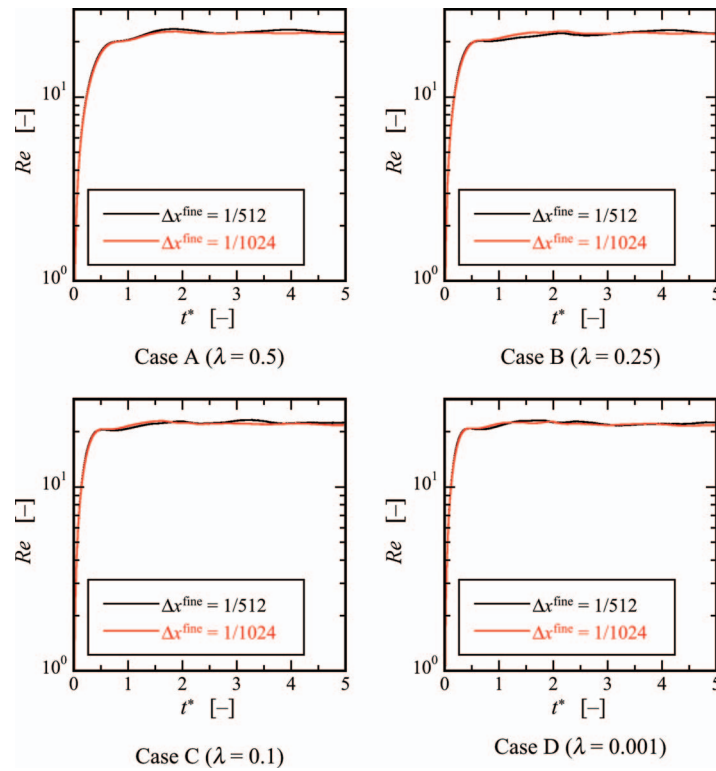 Re [–]
10¹
10⁰
Δx^fine = 1/512
Δx^fine = 1/1024
0 1 2 3 4 5
t* [–]
Case A (λ = 0.5)
Re [–]
10¹
10⁰
Δx^fine = 1/512
Δx^fine = 1/1024
0 1 2 3 4 5
t* [–]
Case B (λ = 0.25)
Re [–]
10¹
10⁰
Δx^fine = 1/512
Δx^fine = 1/1024
0 1 2 3 4 5
t* [–]
Case C (λ = 0.1)
Re [–]
10¹
10⁰
Δx^fine = 1/512
Δx^fine = 1/1024
0 1 2 3 4 5
t* [–]
Case D (λ = 0.001)